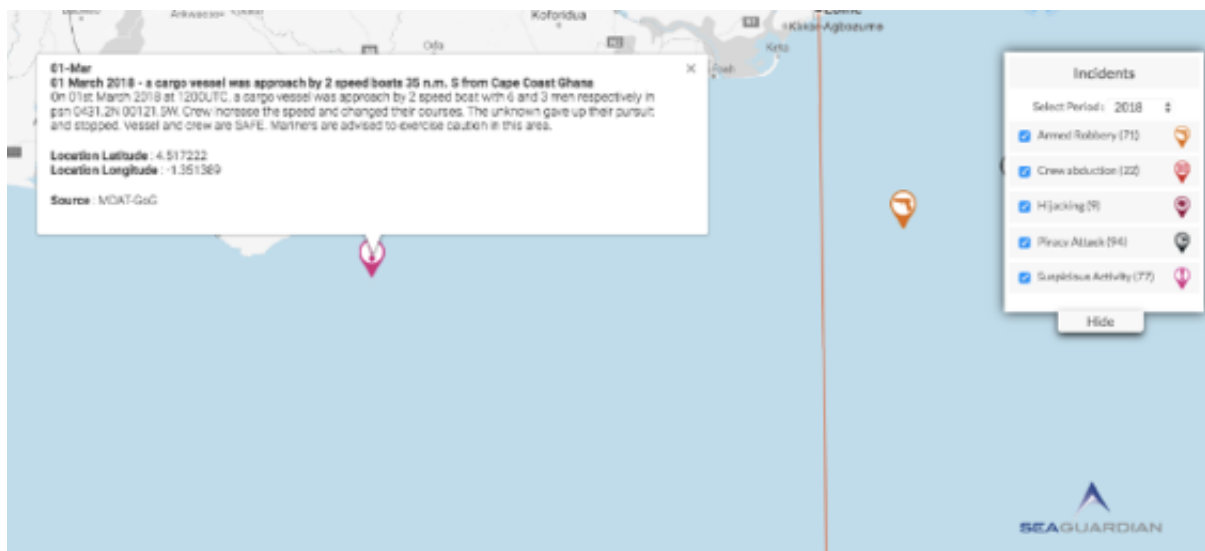 Koforidua
Oda
Keta
01-Mar
01 March 2018 - a cargo vessel was approach by 2 speed boats 35 n.m. S from Cape Coast Ghana
On 01st March 2018 at 1200UTC, a cargo vessel was approach by 2 speed boat with 6 and 3 men respectively in
psn 0431.2N 00121.5W. Crew increase the speed and changed their courses. The unknown gave up their pursuit
and stopped. Vessel and crew are SAFE. Mariners are advised to exercise caution in this area.
Location Latitude : 4.517222
Location Longitude : -1.351389
Source : MDAT-GoG
Incidents
Select Period : 2018
Armed Robbery (71)
Crew abduction (22)
Hijacking (9)
Piracy Attack (94)
Suspicious Activity (77)
Hide
SEAGUARDIAN